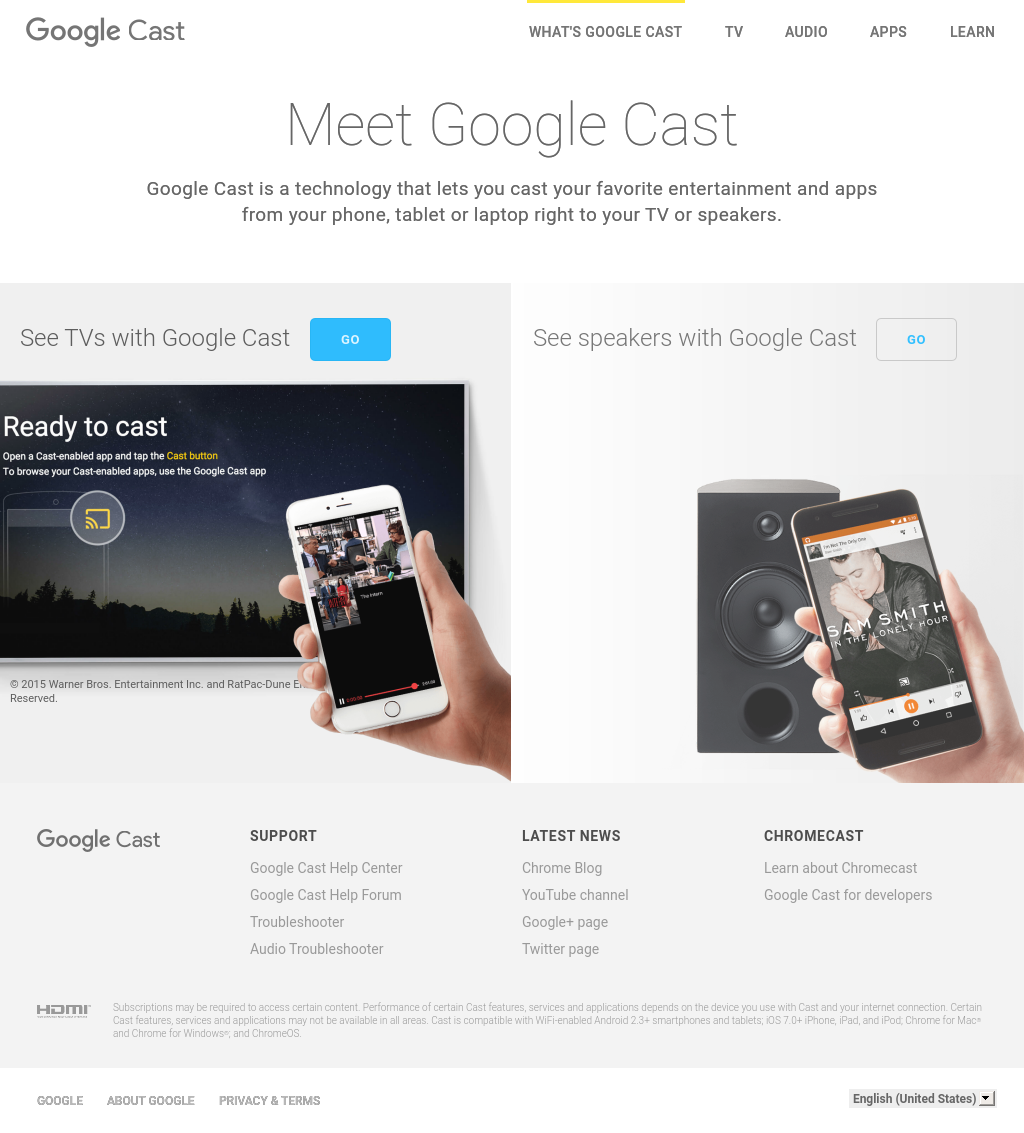 Google Cast
WHAT'S GOOGLE CAST
TV
AUDIO
APPS
LEARN
Meet Google Cast
Google Cast is a technology that lets you cast your favorite entertainment and apps
from your phone, tablet or laptop right to your TV or speakers.
See TVs with Google Cast
GO
See speakers with Google Cast
GO
Ready to cast
Open a Cast-enabled app and tap the Cast button
To browse your Cast-enabled apps, use the Google Cast app
The Intern
I'm Not The Only One
SAM SMITH
IN THE LONELY HOUR
© 2015 Warner Bros. Entertainment Inc. and RatPac-Dune
Reserved.
Google Cast
SUPPORT
Google Cast Help Center
Google Cast Help Forum
Troubleshooter
Audio Troubleshooter
LATEST NEWS
Chrome Blog
YouTube channel
Google+ page
Twitter page
CHROMECAST
Learn about Chromecast
Google Cast for developers
HDMI
Subscriptions may be required to access certain content. Performance of certain Cast features, services and applications depends on the device you use with Cast and your internet connection. Certain
Cast features, services and applications may not be available in all areas. Cast is compatible with WiFi-enabled Android 2.3+ smartphones and tablets; iOS 7.0+ iPhone, iPad, and iPod; Chrome for Mac®
and Chrome for Windows®; and ChromeOS.
GOOGLE
ABOUT GOOGLE
PRIVACY & TERMS
English (United States)